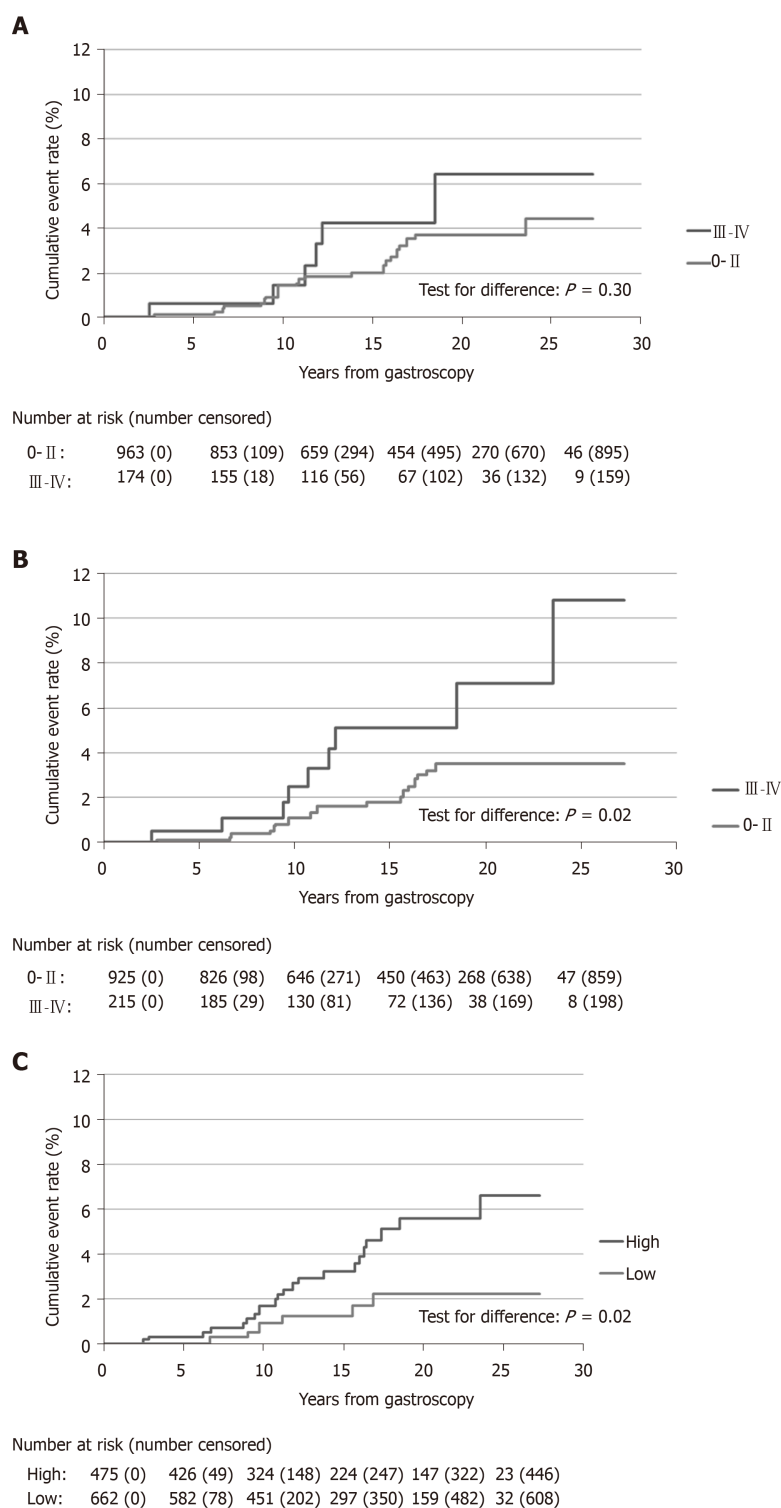 A
12
10
8
6
4
2
0
Cumulative event rate (%)
III-IV
0-II
Test for difference: P = 0.30
0 5 10 15 20 25 30
Years from gastroscopy
Number at risk (number censored)
0-II: 963 (0) 853 (109) 659 (294) 454 (495) 270 (670) 46 (895)
III-IV: 174 (0) 155 (18) 116 (56) 67 (102) 36 (132) 9 (159)
B
12
10
8
6
4
2
0
Cumulative event rate (%)
III-IV
0-II
Test for difference: P = 0.02
0 5 10 15 20 25 30
Years from gastroscopy
Number at risk (number censored)
0-II: 925 (0) 826 (98) 646 (271) 450 (463) 268 (638) 47 (859)
III-IV: 215 (0) 185 (29) 130 (81) 72 (136) 38 (169) 8 (198)
C
12
10
8
6
4
2
0
Cumulative event rate (%)
High
Low
Test for difference: P = 0.02
0 5 10 15 20 25 30
Years from gastroscopy
Number at risk (number censored)
High: 475 (0) 426 (49) 324 (148) 224 (247) 147 (322) 23 (446)
Low: 662 (0) 582 (78) 451 (202) 297 (350) 159 (482) 32 (608)